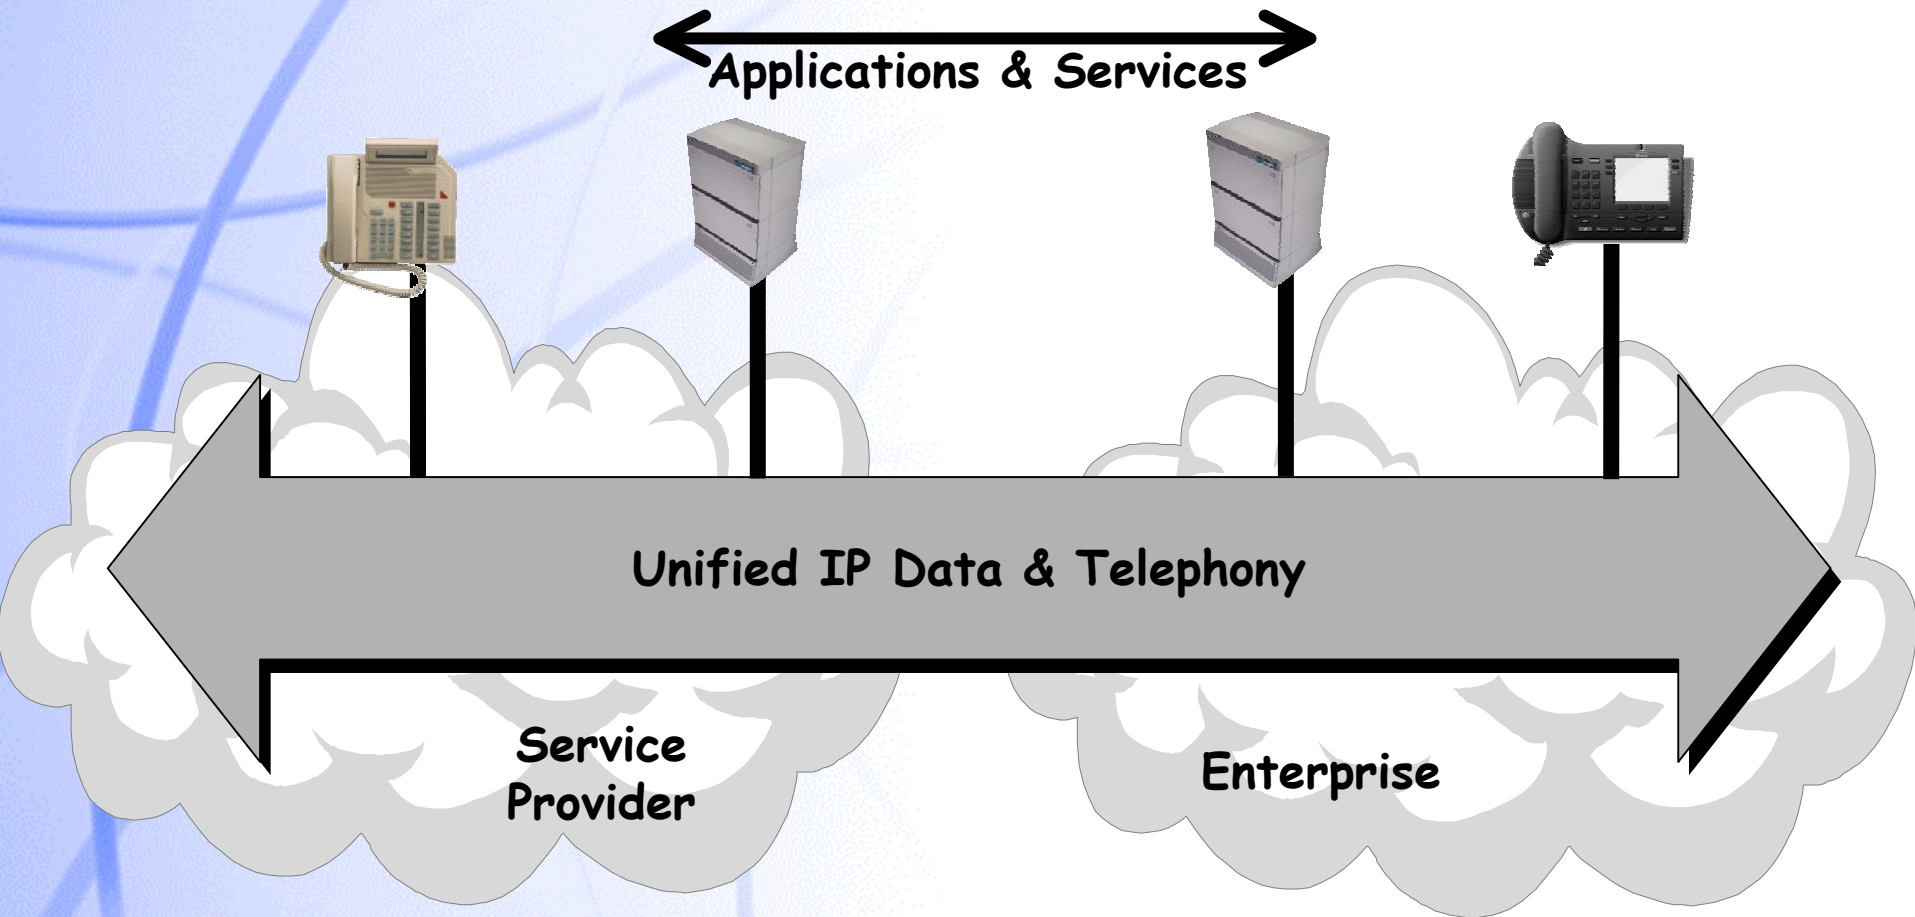 Applications & Services
Unified IP Data & Telephony
Service
Provider
Enterprise